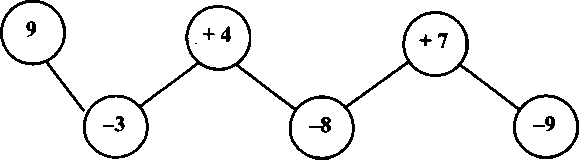 9 + 4 + 7
–3 –8 –9